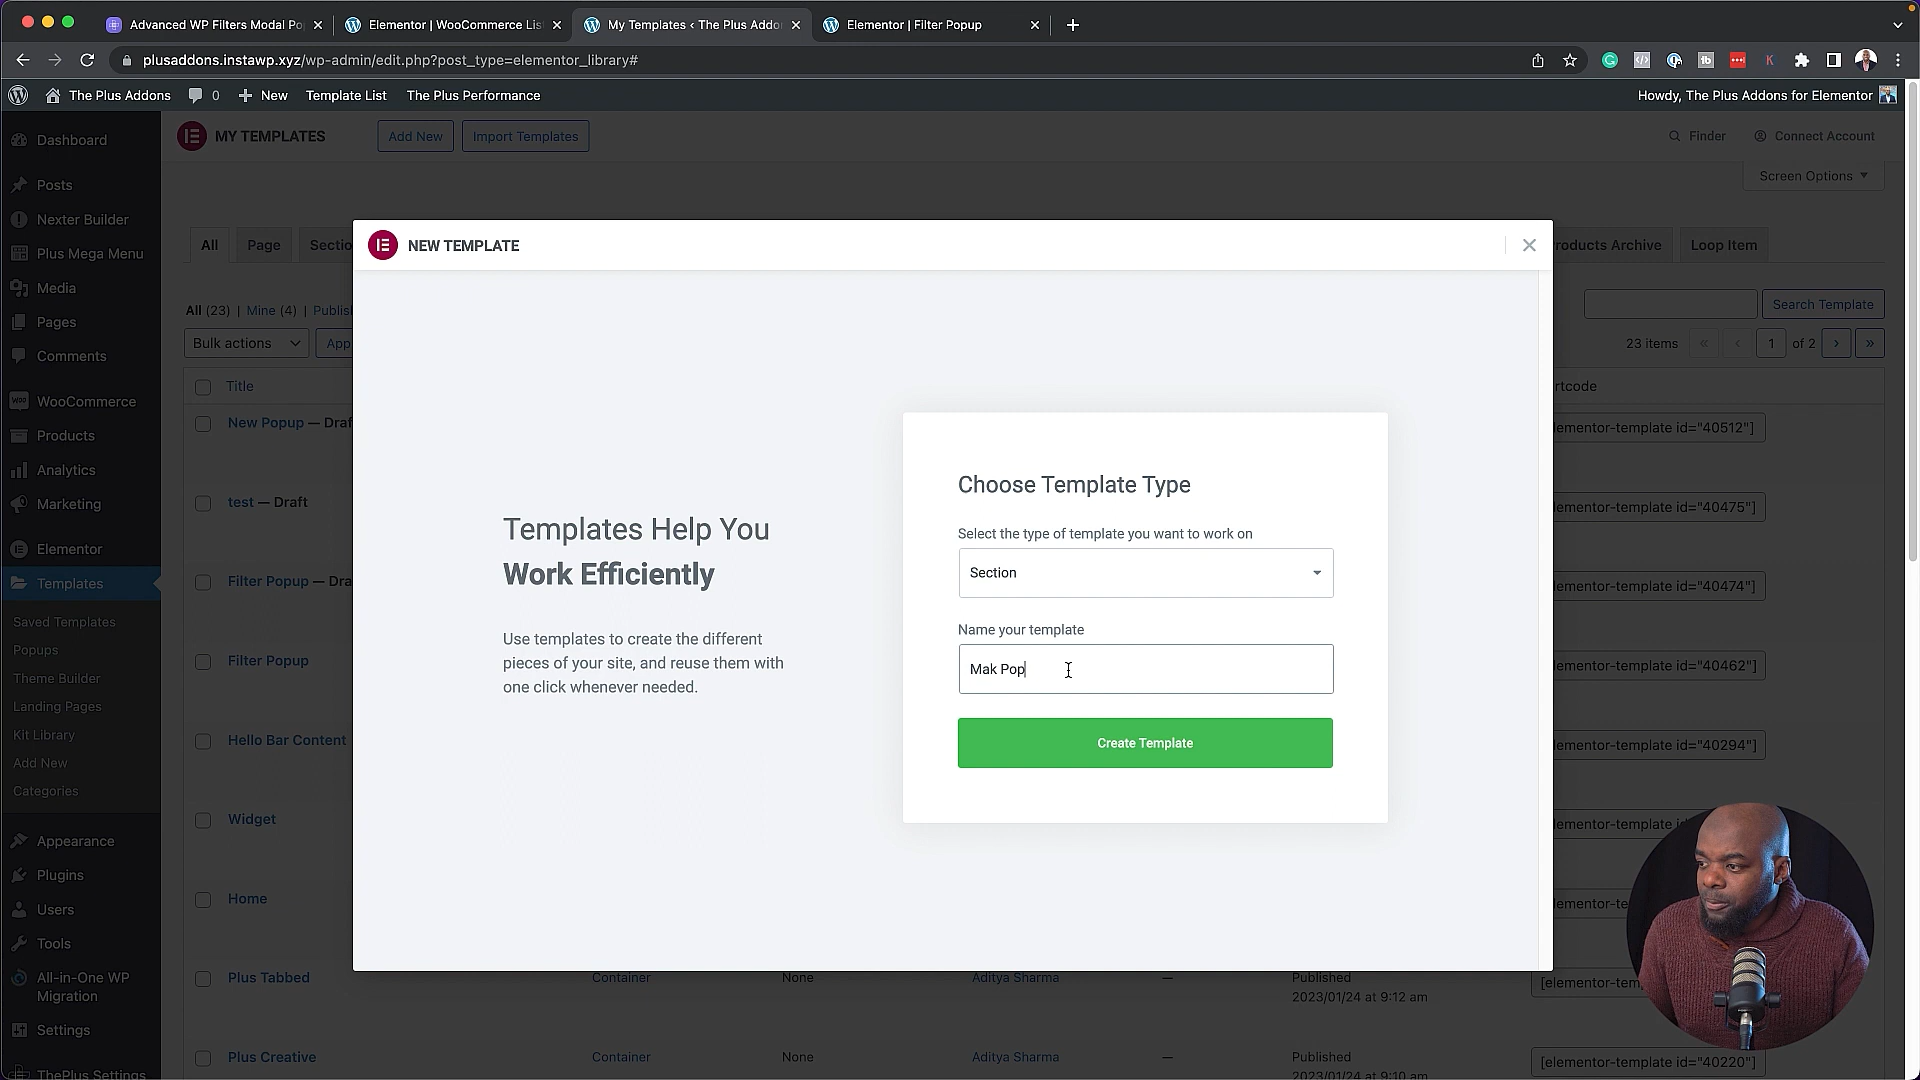 Advanced WP Filters Modal Po
Elementor | WooCommerce List
My Templates ‹ The Plus Addo
Elementor | Filter Popup
plusaddons.instawp.xyz/wp-admin/edit.php?post_type=elementor_library#
The Plus Addons
0
New
Template List
The Plus Performance
Howdy, The Plus Addons for Elementor
Dashboard
Posts
Nexter Builder
Plus Mega Menu
Media
Pages
Comments
WooCommerce
Products
Analytics
Marketing
Elementor
Templates
Saved Templates
Popups
Theme Builder
Landing Pages
Kit Library
Add New
Categories
Appearance
Plugins
Users
Tools
All-in-One WP
Migration
Settings
ThePlus Settings
MY TEMPLATES
Add New
Import Templates
Finder
Connect Account
Screen Options
All
Page
Sectio
roducts Archive
Loop Item
All (23) | Mine (4) | Publis
Search Template
Bulk actions
App
23 items
« ‹ 1 of 2 › »
Title
rtcode
New Popup — Draf
lementor-template id="40512"]
test — Draft
lementor-template id="40475"]
Filter Popup — Dra
lementor-template id="40474"]
Filter Popup
lementor-template id="40462"]
Hello Bar Content
lementor-template id="40294"]
Widget
lementor-template i
Home
lementor-te
Plus Tabbed
Container
None
Aditya Sharma
—
Published
2023/01/24 at 9:12 am
[elementor-tem
Plus Creative
Container
None
Aditya Sharma
—
Published
2023/01/24 at 9:10 am
[elementor-template id="40220"]
NEW TEMPLATE
Templates Help You
Work Efficiently
Use templates to create the different
pieces of your site, and reuse them with
one click whenever needed.
Choose Template Type
Select the type of template you want to work on
Section
Name your template
Mak Pop
Create Template